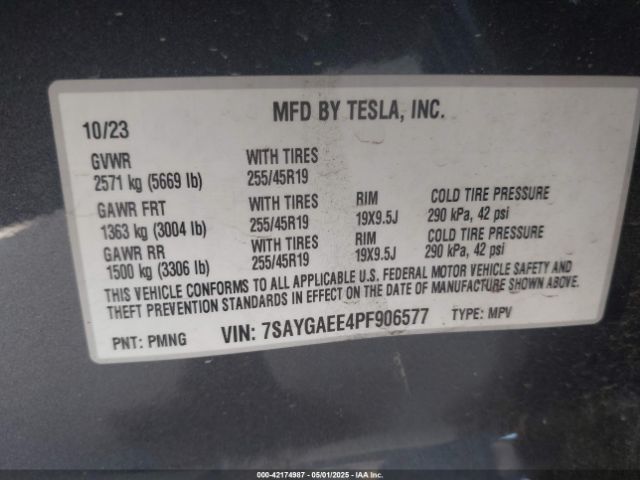 MFD BY TESLA, INC.
10/23
GVWR WITH TIRES
2571 kg (5669 lb) 255/45R19
GAWR FRT WITH TIRES RIM COLD TIRE PRESSURE
1363 kg (3004 lb) 255/45R19 19X9.5J 290 kPa, 42 psi
GAWR RR WITH TIRES RIM COLD TIRE PRESSURE
1500 kg (3306 lb) 255/45R19 19X9.5J 290 kPa, 42 psi
THIS VEHICLE CONFORMS TO ALL APPLICABLE U.S. FEDERAL MOTOR VEHICLE SAFETY AND
THEFT PREVENTION STANDARDS IN EFFECT ON THE DATE OF MANUFACTURE SHOWN ABOVE.
PNT: PMNG VIN: 7SAYGAEE4PF906577 TYPE: MPV
000-42174987 - 05/01/2025 - IAAI.COM